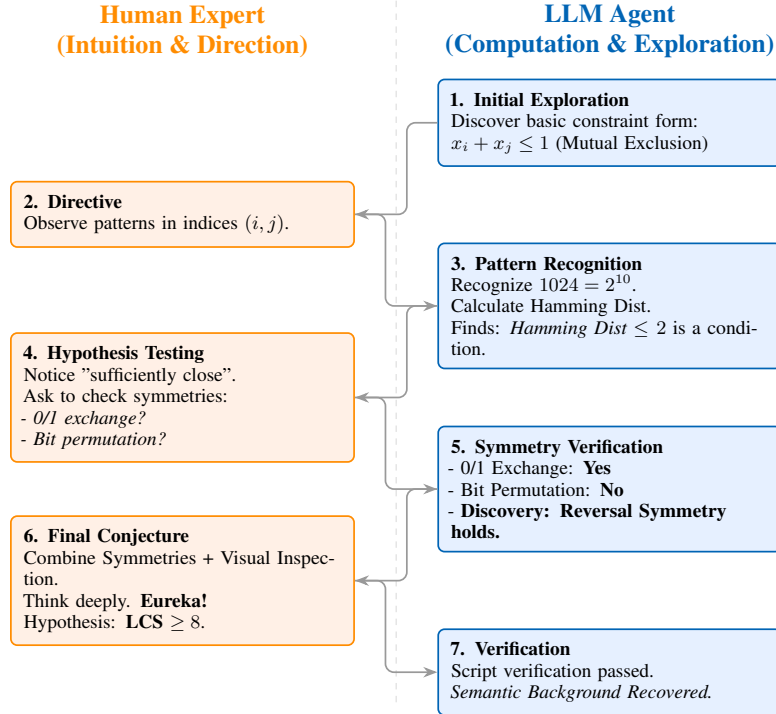 Human Expert
(Intuition & Direction)
LLM Agent
(Computation & Exploration)
1. Initial Exploration
Discover basic constraint form:
x_i + x_j ≤ 1 (Mutual Exclusion)
2. Directive
Observe patterns in indices (i, j).
3. Pattern Recognition
Recognize 1024 = 2^10.
Calculate Hamming Dist.
Finds: Hamming Dist ≤ 2 is a condi-
tion.
4. Hypothesis Testing
Notice ”sufficiently close”.
Ask to check symmetries:
- 0/1 exchange?
- Bit permutation?
5. Symmetry Verification
- 0/1 Exchange: Yes
- Bit Permutation: No
- Discovery: Reversal Symmetry
holds.
6. Final Conjecture
Combine Symmetries + Visual Inspec-
tion.
Think deeply. Eureka!
Hypothesis: LCS ≥ 8.
7. Verification
Script verification passed.
Semantic Background Recovered.